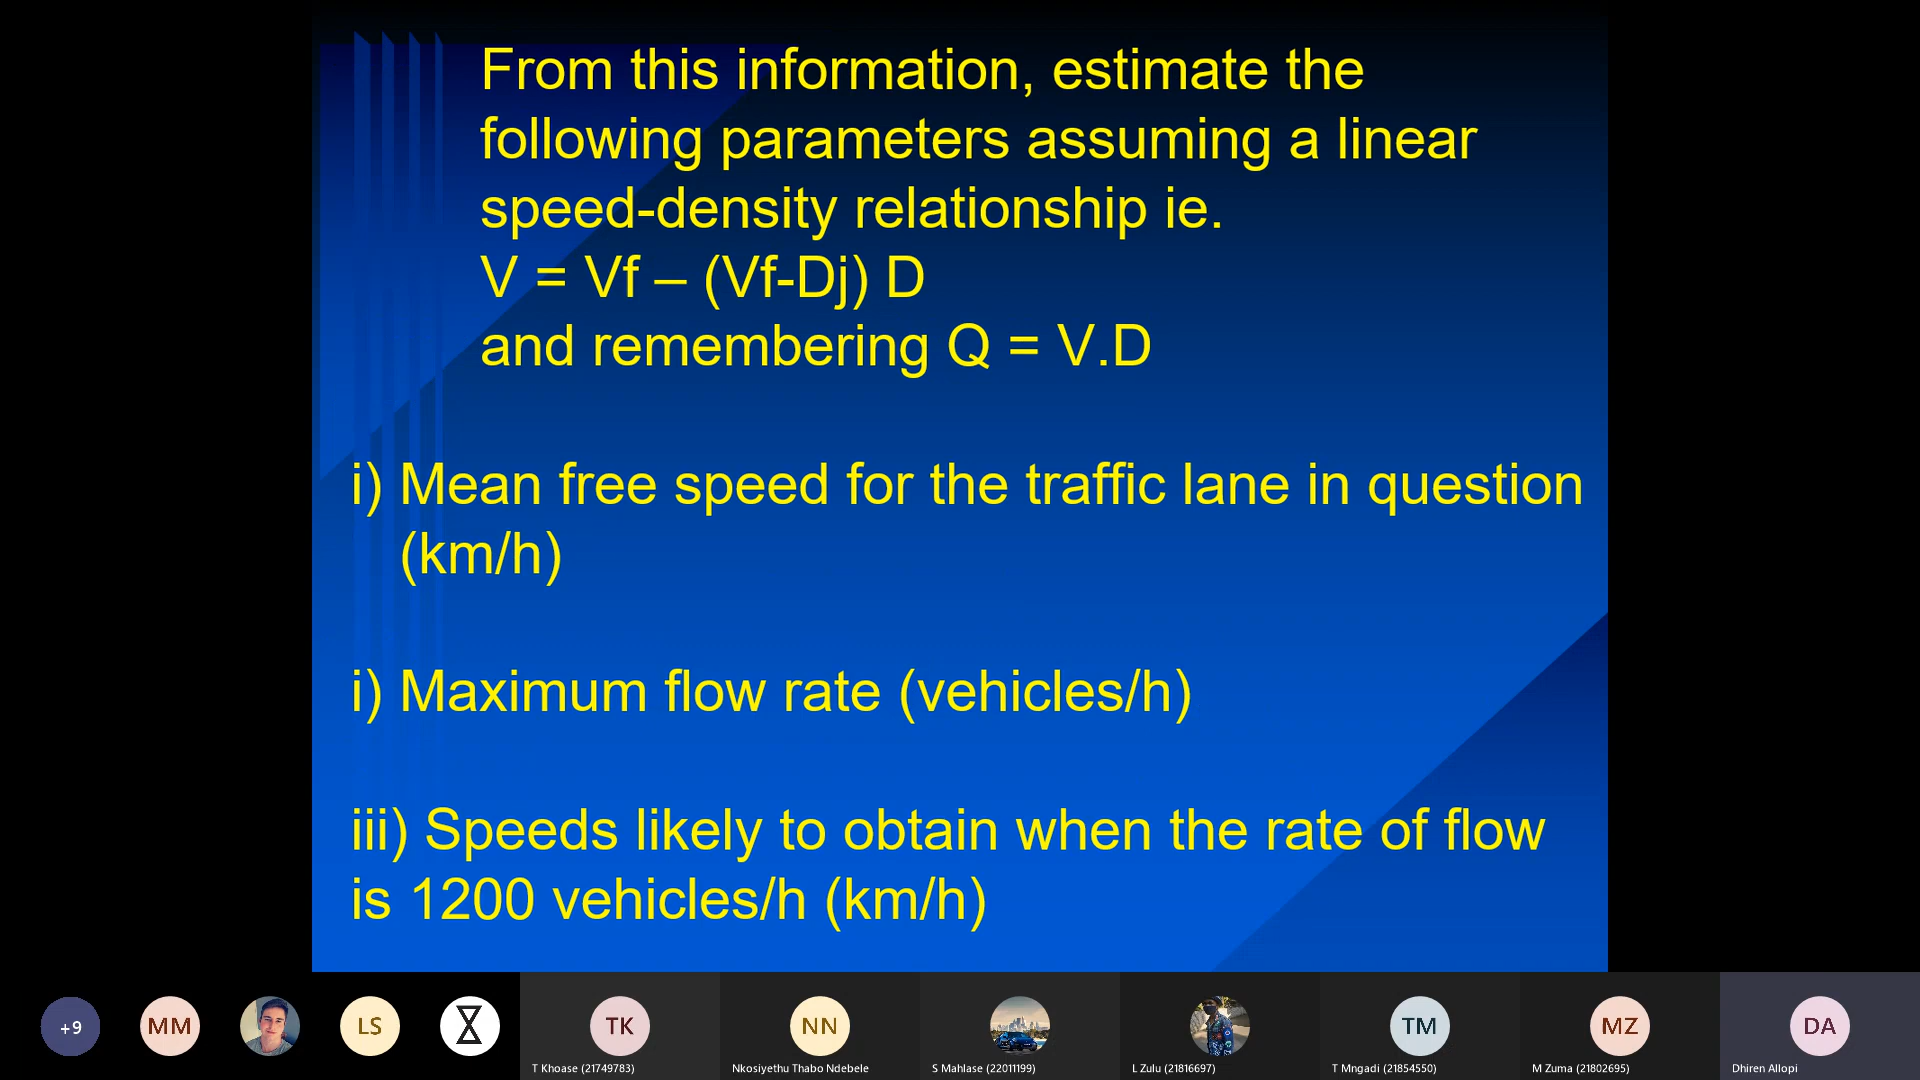 From this information, estimate the
following parameters assuming a linear
speed-density relationship ie.
V = Vf – (Vf-Dj) D
and remembering Q = V.D
i) Mean free speed for the traffic lane in question
(km/h)
i) Maximum flow rate (vehicles/h)
iii) Speeds likely to obtain when the rate of flow
is 1200 vehicles/h (km/h)
+9
MM
LS
TK
NN
TM
MZ
DA
T Khoase (21749783)
Nkosiyethu Thabo Ndebele
S Mahlase (22011199)
L Zulu (21816697)
T Mngadi (21854550)
M Zuma (21802695)
Dhiren Allopi